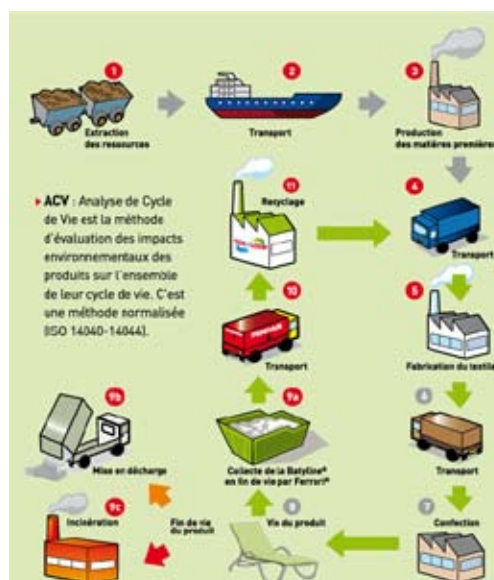 1
2
3
Extraction
des ressources
Transport
Production
des matières premières
▸ ACV : Analyse de Cycle
de Vie est la méthode
d'évaluation des impacts
environnementaux des
produits sur l'ensemble
de leur cycle de vie. C'est
une méthode normalisée
(ISO 14040-14044).
11
Recyclage
4
Transport
10
Transport
5
Fabrication du textile
9b
Mise en décharge
9a
Collecte de la Batyline®
en fin de vie par Ferrari®
6
Transport
9c
Incinération
Fin de vie
du produit
8
Vie du produit
7
Confection